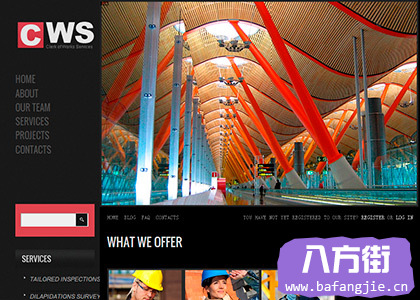 CWS
Clerk of Works Services
HOME
ABOUT
OUR TEAM
SERVICES
PROJECTS
CONTACTS
HOME BLOG FAQ CONTACTS
YOU HAVE NOT YET REGISTERED TO OUR SITE? REGISTER OR LOG IN
WHAT WE OFFER
SERVICES
TAILORED INSPECTIONS
DILAPIDATIONS SURVEY
八方街
www.bafangjie.cn